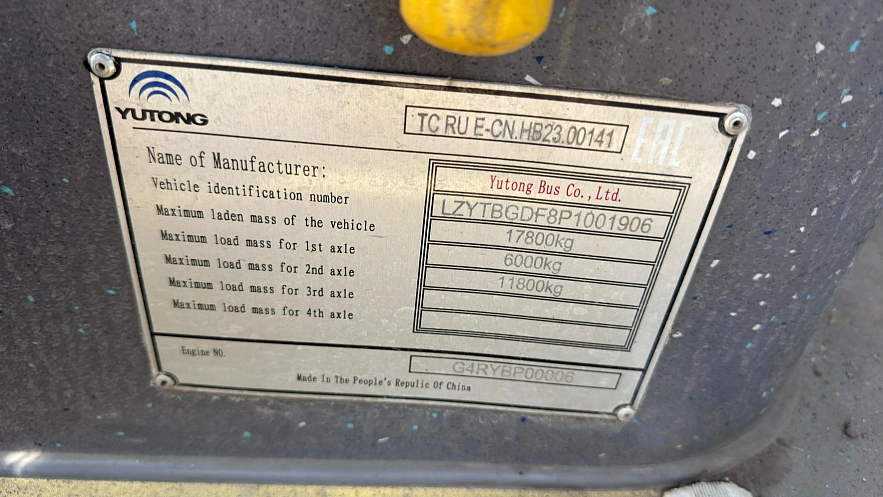 YUTONG
TC RU E-CN.HB23.00141
EAC
Name of Manufacturer: Yutong Bus Co., Ltd.
Vehicle identification number LZYTBGDF8P1001906
Maximum laden mass of the vehicle 17800kg
Maximum load mass for 1st axle 6000kg
Maximum load mass for 2nd axle 11800kg
Maximum load mass for 3rd axle
Maximum load mass for 4th axle
Engine NO. G4RYBP00006
Made In The People's Repulic Of China